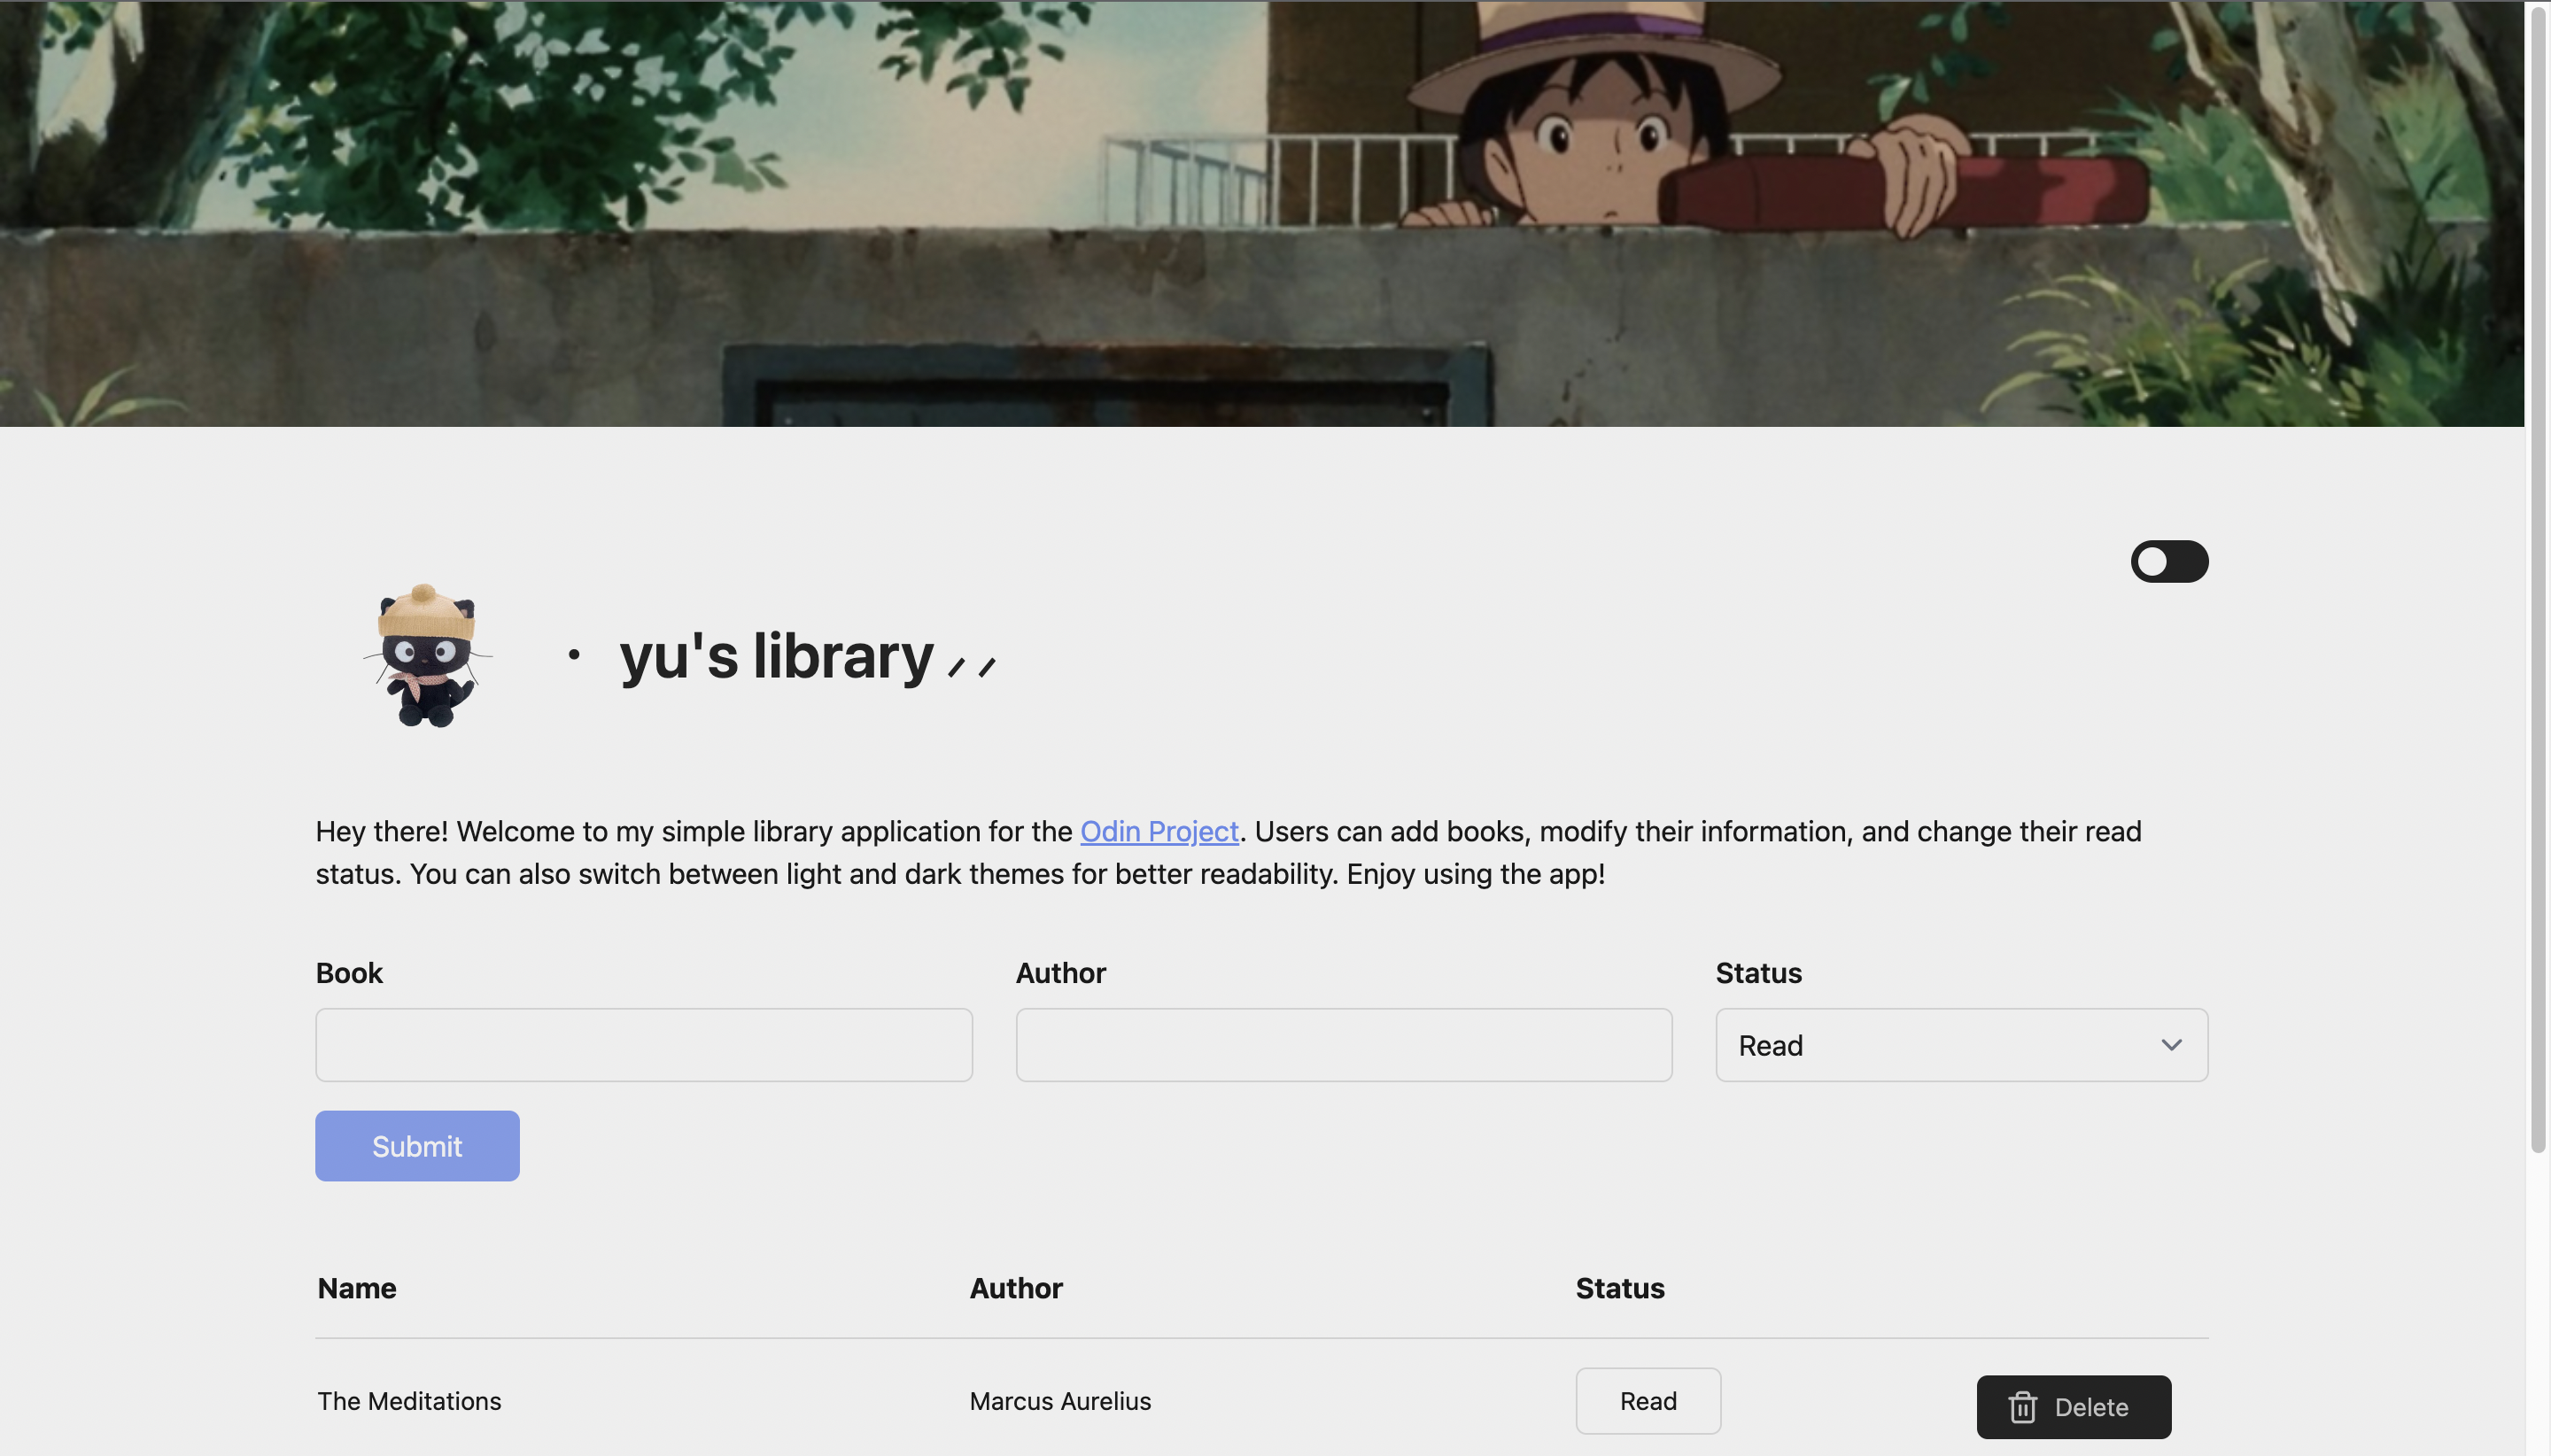 · yu's library
Hey there! Welcome to my simple library application for the Odin Project. Users can add books, modify their information, and change their read
status. You can also switch between light and dark themes for better readability. Enjoy using the app!
Book Author Status
Read
Submit
Name Author Status
The Meditations Marcus Aurelius Read Delete